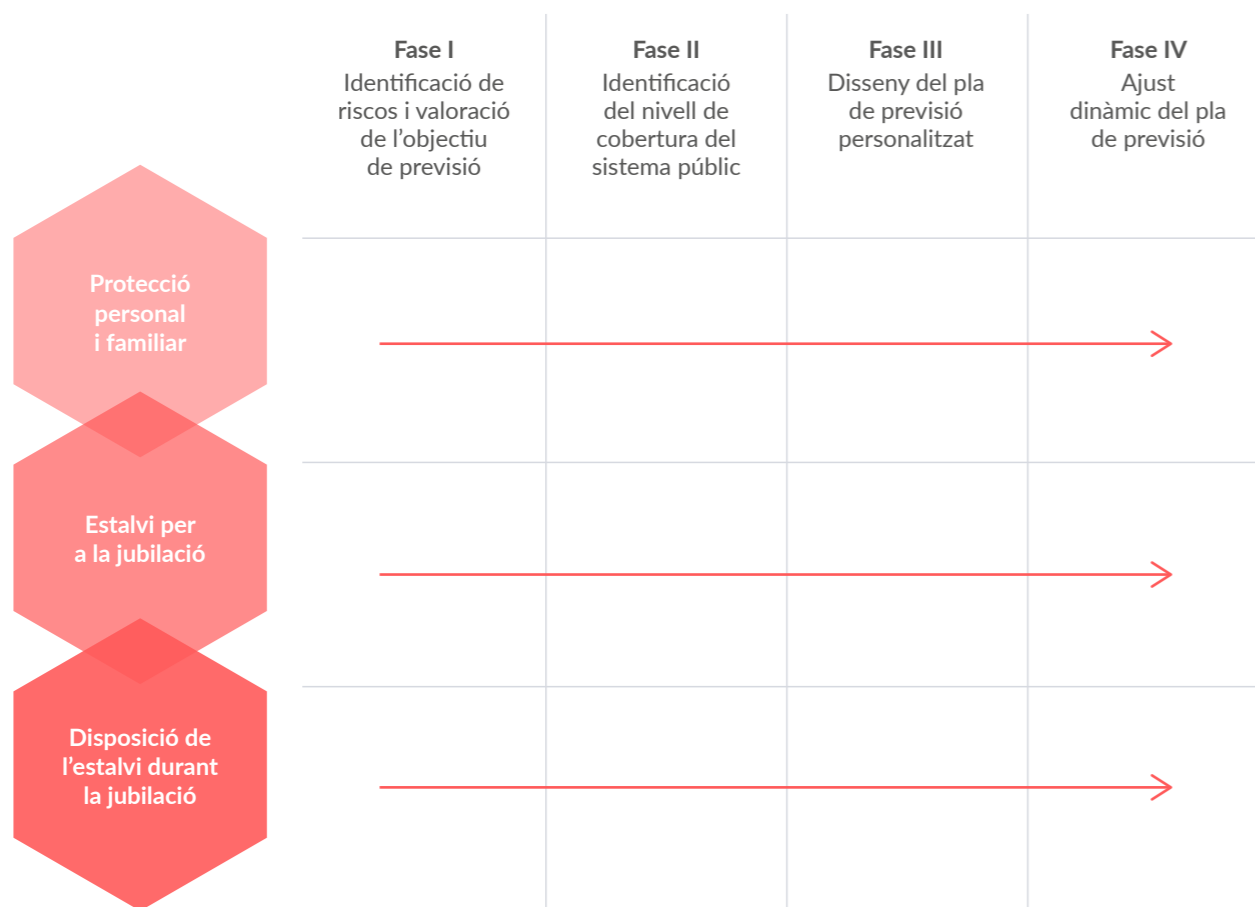 Fase I
Identificació de
riscos i valoració
de l’objectiu
de previsió
Fase II
Identificació
del nivell de
cobertura del
sistema públic
Fase III
Disseny del pla
de previsió
personalitzat
Fase IV
Ajust
dinàmic del pla
de previsió
Protecció
personal
i familiar
Estalvi per
a la jubilació
Disposició de
l’estalvi durant
la jubilació